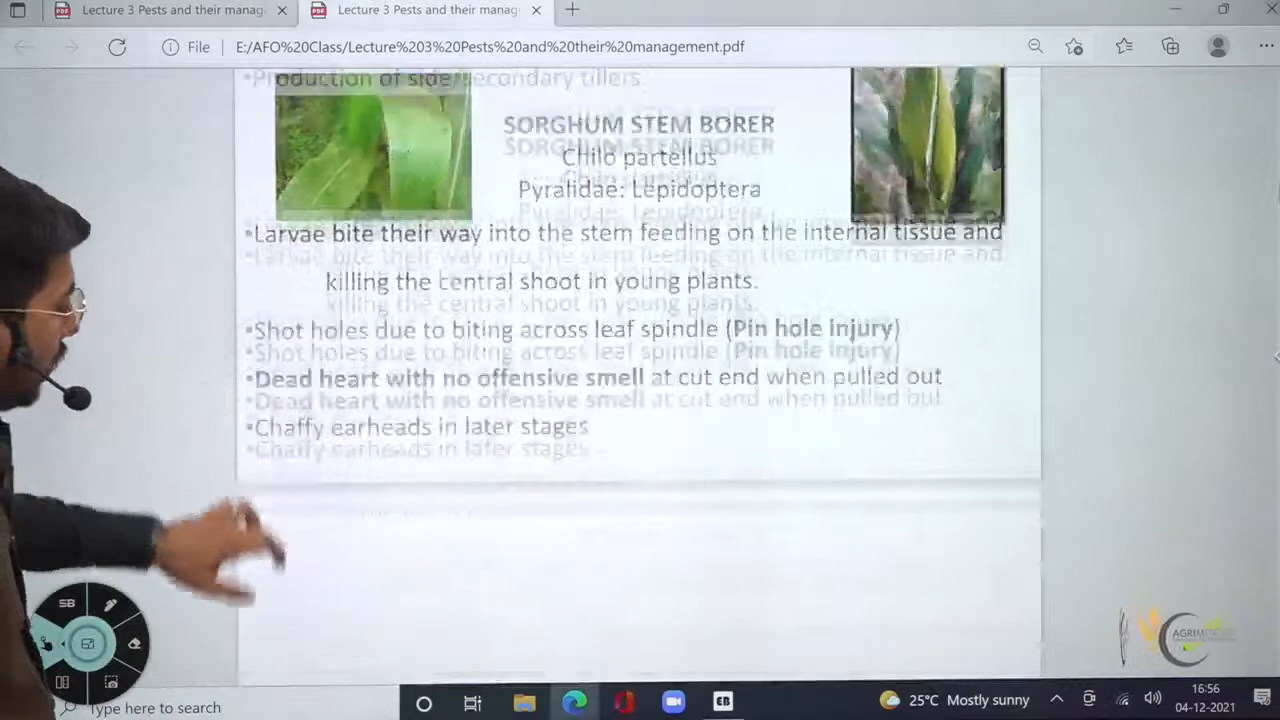 Lecture 3 Pests and their manag
Lecture 3 Pests and their manag
File
E:/AFO%20Class/Lecture%203%20Pests%20and%20their%20management.pdf
•Production of side/secondary tillers.
SORGHUM STEM BORER
Chilo partellus
Pyralidae: Lepidoptera
•Larvae bite their way into the stem feeding on the internal tissue and
killing the central shoot in young plants.
•Shot holes due to biting across leaf spindle (Pin hole injury)
•Dead heart with no offensive smell at cut end when pulled out
•Chaffy earheads in later stages
SB
Type here to search
25°C Mostly sunny
16:56
04-12-2021